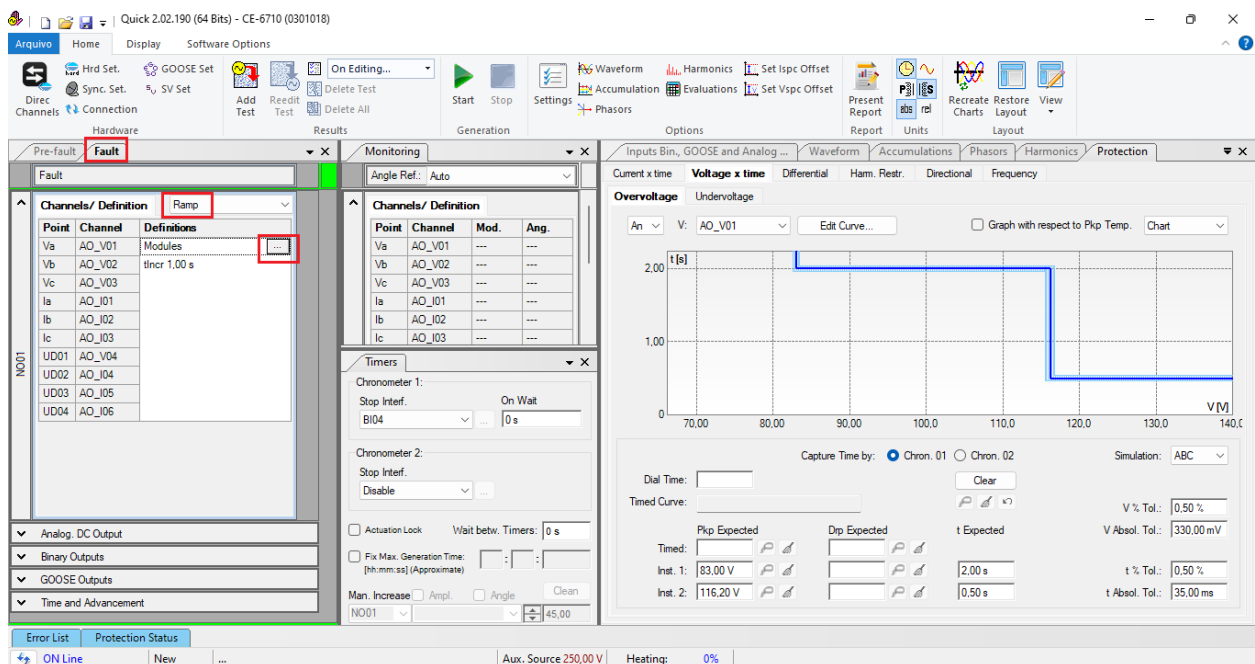 Quick 2.02.190 (64 Bits) - CE-6710 (0301018)
Arquivo Home Display Software Options
Direc Channels
Hrd Set.
Sync. Set.
Connection
GOOSE Set
SV Set
Hardware
Add Test
Reedit Test
On Editing...
Delete Test
Delete All
Results
Start
Stop
Settings
Generation
Waveform
Accumulation
Phasors
Harmonics
Evaluations
Set Ispc Offset
Set Vspc Offset
Options
Present Report
Report
abs rel
Units
Recreate Charts
Restore Layout
View
Layout
Pre-fault Fault
Fault
NO01
Channels/ Definition Ramp
Point Channel Definitions
Va AO_V01 Modules ...
Vb AO_V02 tIncr 1,00 s
Vc AO_V03
Ia AO_I01
Ib AO_I02
Ic AO_I03
UD01 AO_V04
UD02 AO_I04
UD03 AO_I05
UD04 AO_I06
Analog. DC Output
Binary Outputs
GOOSE Outputs
Time and Advancement
Monitoring
Angle Ref.: Auto
Channels/ Definition
Point Channel Mod. Ang.
Va AO_V01 --- ---
Vb AO_V02 --- ---
Vc AO_V03 --- ---
Ia AO_I01 --- ---
Ib AO_I02 --- ---
Ic AO_I03 --- ---
Timers
Chronometer 1:
Stop Interf. On Wait
BI04 ... 0 s
Chronometer 2:
Stop Interf.
Disable ...
Actuation Lock Wait betw. Timers: 0 s
Fix Max. Generation Time: : :
[hh:mm:ss] (Approximate)
Man. Increase Ampl. Angle Clean
NO01 45,00
Inputs Bin., GOOSE and Analog ... Waveform Accumulations Phasors Harmonics Protection
Current x time Voltage x time Differential Harm. Restr. Directional Frequency
Overvoltage Undervoltage
An V: AO_V01 Edit Curve... Graph with respect to Pkp Temp. Chart
t [s]
2,00
1,00
0
V [V]
70,00 80,00 90,00 100,0 110,0 120,0 130,0 140,0
Capture Time by: Chron. 01 Chron. 02 Simulation: ABC
Dial Time: Clear
Timed Curve: V % Tol.: 0,50 %
Pkp Expected Drp Expected t Expected V Absol. Tol.: 330,00 mV
Timed:
Inst. 1: 83,00 V 2,00 s t % Tol.: 0,50 %
Inst. 2: 116,20 V 0,50 s t Absol. Tol.: 35,00 ms
Error List Protection Status
ON Line New ... Aux. Source 250,00 V Heating: 0%